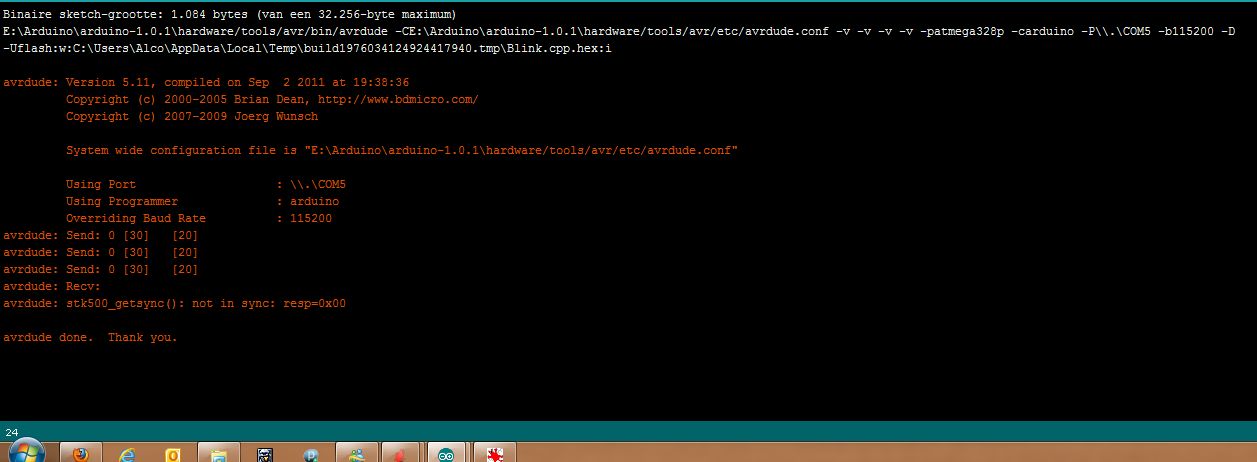 Binaire sketch-grootte: 1.084 bytes (van een 32.256-byte maximum)
E:\Arduino\arduino-1.0.1\hardware/tools/avr/bin/avrdude -CE:\Arduino\arduino-1.0.1\hardware/tools/avr/etc/avrdude.conf -v -v -v -v -patmega328p -carduino -P\\.\COM5 -b115200 -D
-Uflash:w:C:\Users\Alco\AppData\Local\Temp\build1976034124924417940.tmp\Blink.cpp.hex:i
avrdude: Version 5.11, compiled on Sep  2 2011 at 19:38:36
Copyright (c) 2000-2005 Brian Dean, http://www.bdmicro.com/
Copyright (c) 2007-2009 Joerg Wunsch
System wide configuration file is "E:\Arduino\arduino-1.0.1\hardware/tools/avr/etc/avrdude.conf"
Using Port : \\.\COM5
Using Programmer : arduino
Overriding Baud Rate : 115200
avrdude: Send: 0 [30]   [20]
avrdude: Send: 0 [30]   [20]
avrdude: Send: 0 [30]   [20]
avrdude: Recv:
avrdude: stk500_getsync(): not in sync: resp=0x00
avrdude done.  Thank you.
24